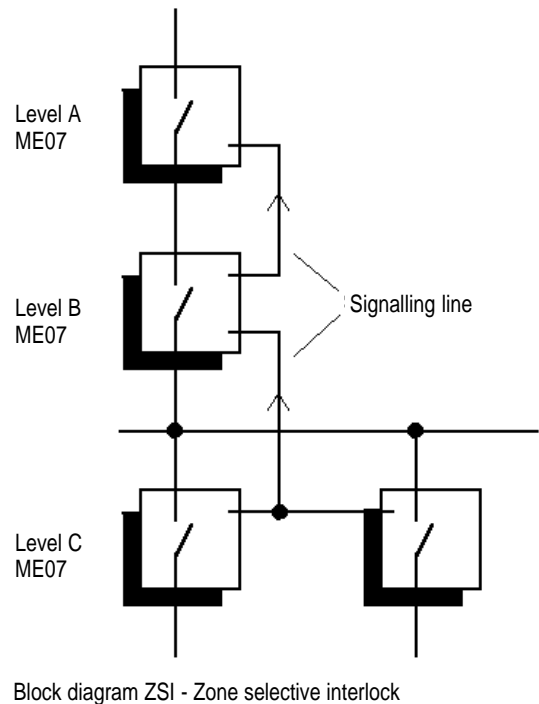 Level A
ME07
Level B
ME07
Signalling line
Level C
ME07
Block diagram ZSI - Zone selective interlock